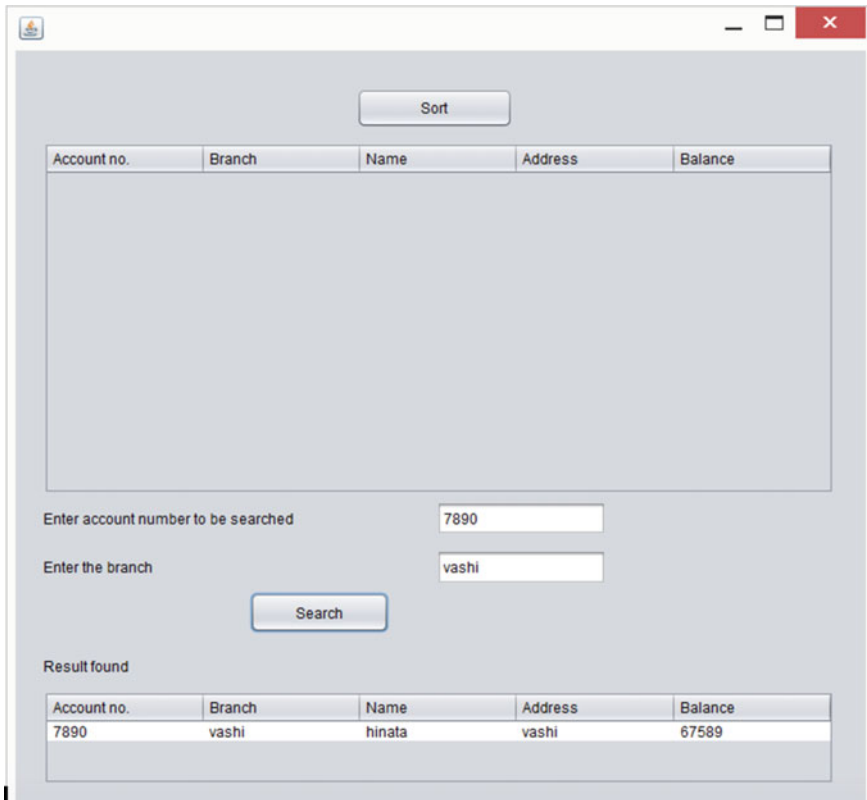 Sort
Account no. Branch Name Address Balance
Enter account number to be searched 7890
Enter the branch vashi
Search
Result found
Account no. Branch Name Address Balance
7890 vashi hinata vashi 67589